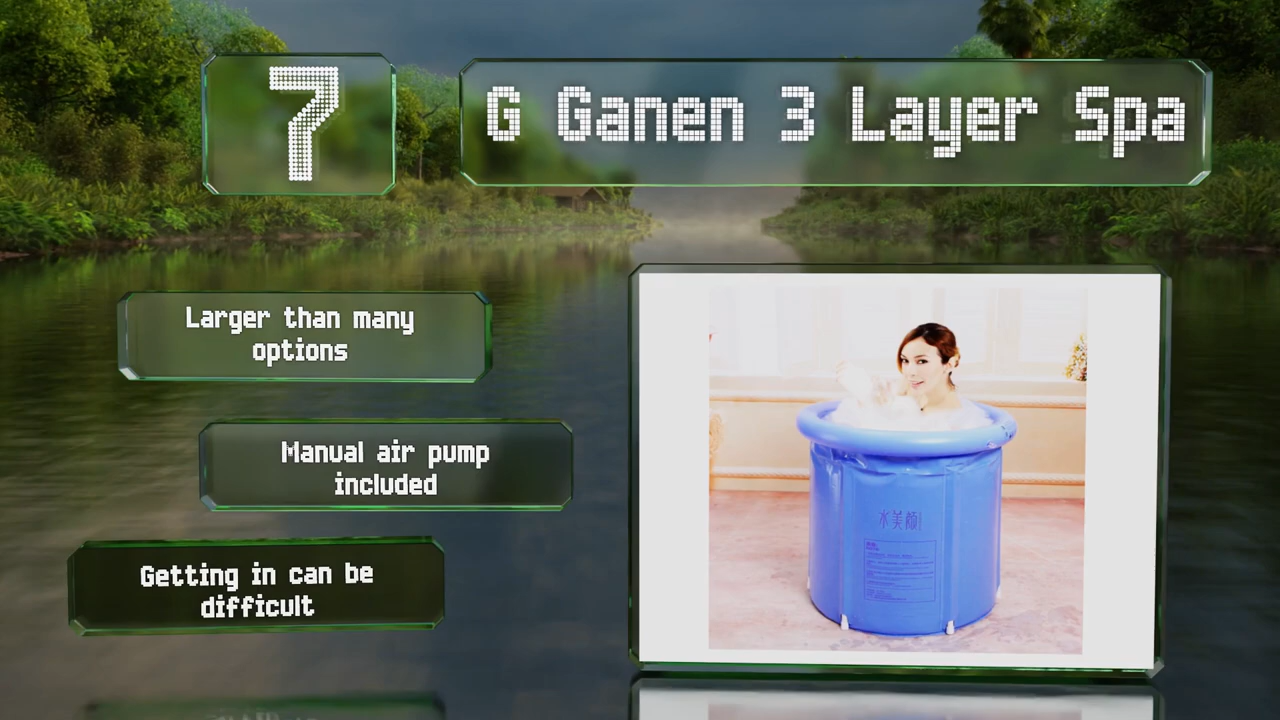 7
G Ganen 3 Layer Spa
Larger than many
options
Manual air pump
included
Getting in can be
difficult
水美颜